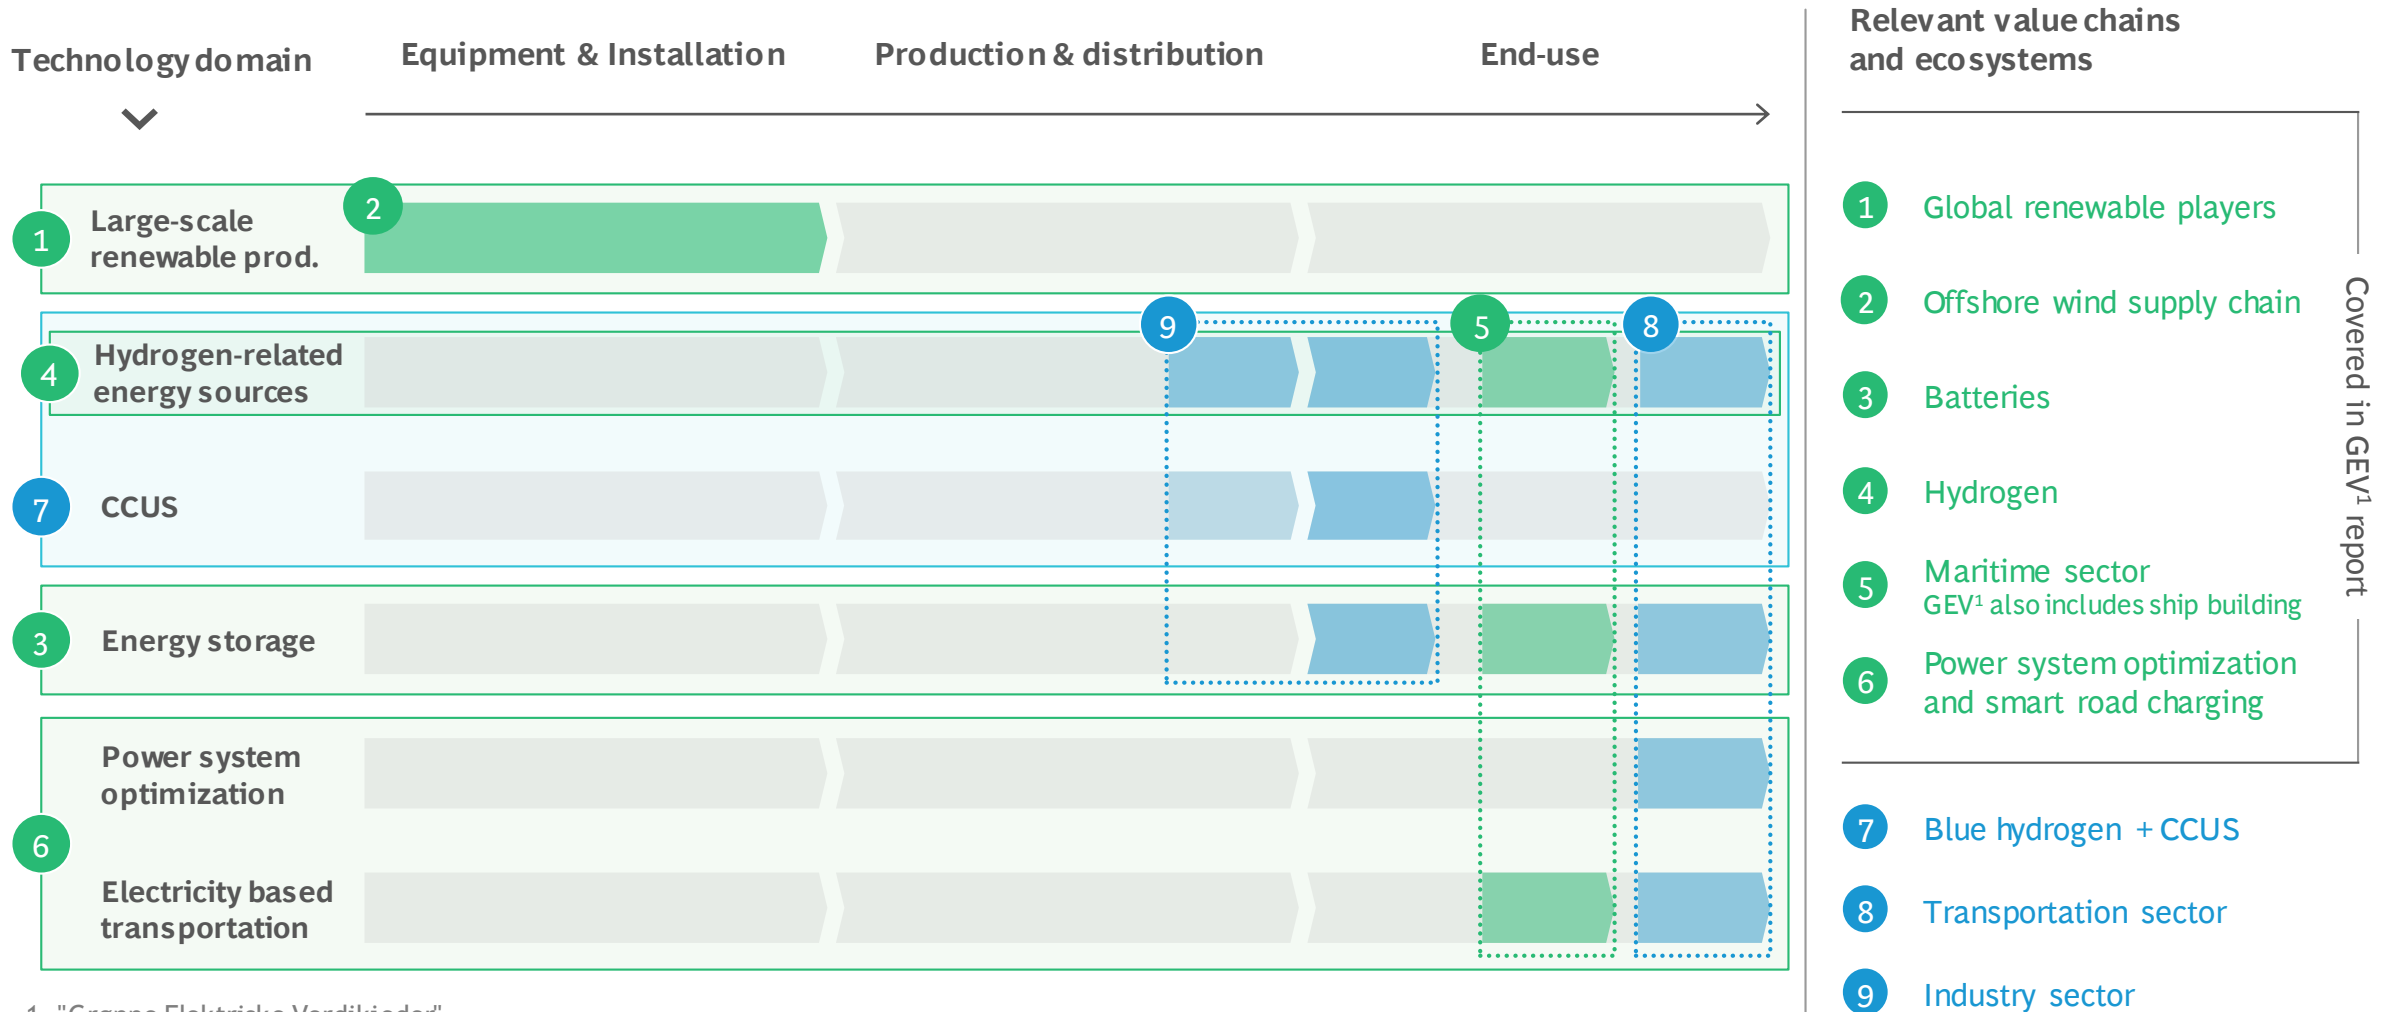 Technology domain
Equipment & Installation
Production & distribution
End-use
Relevant value chains
and ecosystems
1
Large-scale
renewable prod.
2
9
5
8
4
Hydrogen-related
energy sources
7
CCUS
3
Energy storage
Power system
optimization
6
Electricity based
transportation
1 Global renewable players
2 Offshore wind supply chain
3 Batteries
4 Hydrogen
5 Maritime sector
GEV¹ also includes ship building
6 Power system optimization
and smart road charging
Covered in GEV¹ report
7 Blue hydrogen + CCUS
8 Transportation sector
9 Industry sector
1. "Grønne Elektriske Verdikjeder"